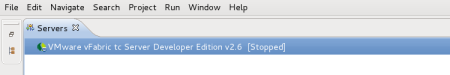 File Edit Navigate Search Project Run Window Help
Servers
VMware vFabric tc Server Developer Edition v2.6 [Stopped]